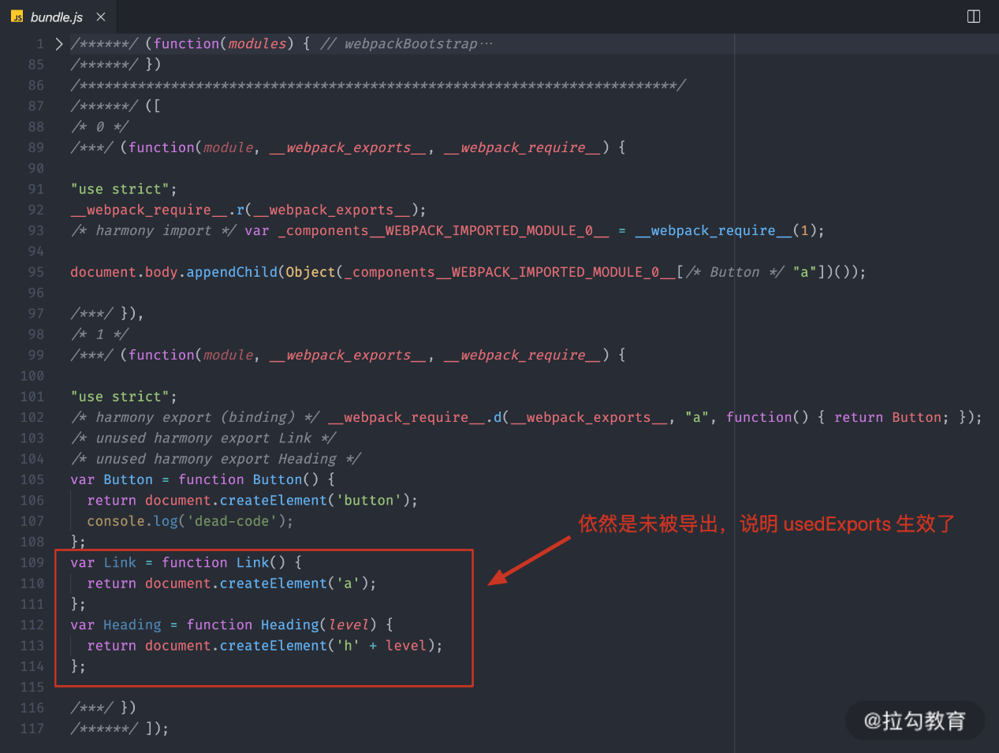 JS bundle.js ×
1 /******/ (function(modules) { // webpackBootstrap···
85 /******/ })
86 /************************************************************************/
87 /******/ ([
88 /* 0 */
89 /***/ (function(module, __webpack_exports__, __webpack_require__) {
90
91 "use strict";
92 __webpack_require__.r(__webpack_exports__);
93 /* harmony import */ var _components__WEBPACK_IMPORTED_MODULE_0__ = __webpack_require__(1);
94
95 document.body.appendChild(Object(_components__WEBPACK_IMPORTED_MODULE_0__[/* Button */ "a"])());
96
97 /***/ }),
98 /* 1 */
99 /***/ (function(module, __webpack_exports__, __webpack_require__) {
100
101 "use strict";
102 /* harmony export (binding) */ __webpack_require__.d(__webpack_exports__, "a", function() { return Button; });
103 /* unused harmony export Link */
104 /* unused harmony export Heading */
105 var Button = function Button() {
106   return document.createElement('button');
107   console.log('dead-code');
依然是未被导出，说明 usedExports 生效了
108 };
109 var Link = function Link() {
110   return document.createElement('a');
111 };
112 var Heading = function Heading(level) {
113   return document.createElement('h' + level);
114 };
115
116 /***/ })
117 /******/ ]);
@拉勾教育